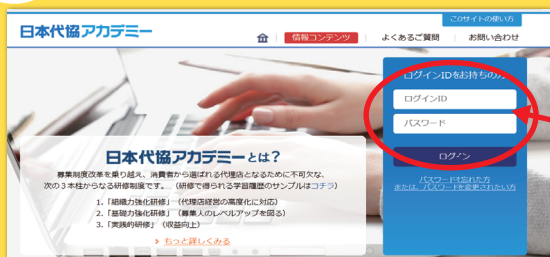 このサイトの使い方
日本代協アカデミー
情報コンテンツ
よくあるご質問
お問い合わせ
ログインIDをお持ちの方
ログインID
パスワード
ログイン
パスワードを忘れた方
または、パスワードを変更されたい方
日本代協アカデミーとは?
募集制度改革を乗り越え、消費者から選ばれる代理店となるために不可欠な、
次の3本柱からなる研修制度です。(研修で得られる学習履歴のサンプルはコチラ)
1.「組織力強化研修」(代理店経営の高度化に対応)
2.「基礎力強化研修」(募集人のレベルアップを図る)
3.「実践的研修」(収益向上)
> もっと詳しくみる